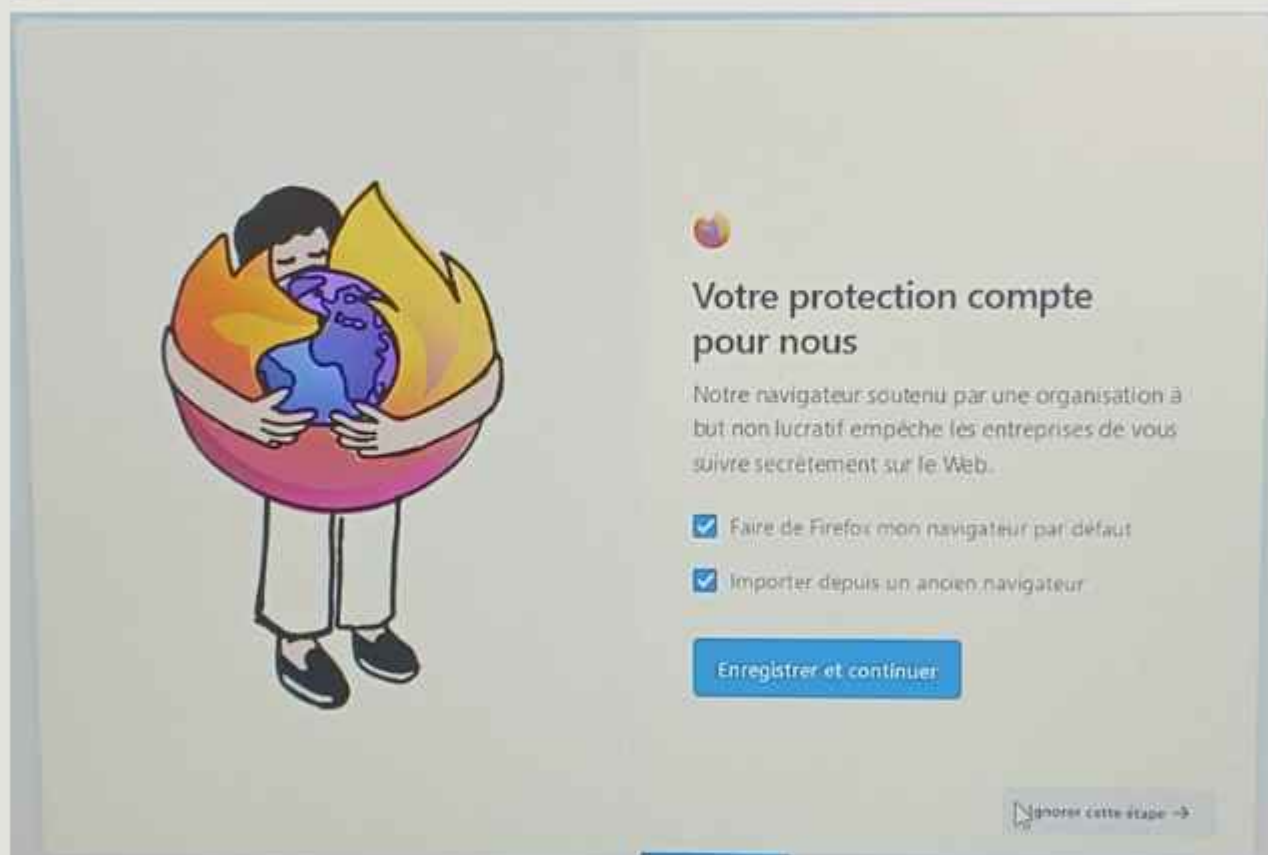 Votre protection compte
pour nous
Notre navigateur soutenu par une organisation à
but non lucratif empêche les entreprises de vous
suivre secrètement sur le Web.
Faire de Firefox mon navigateur par défaut
Importer depuis un ancien navigateur
Enregistrer et continuer
Ignorer cette étape →